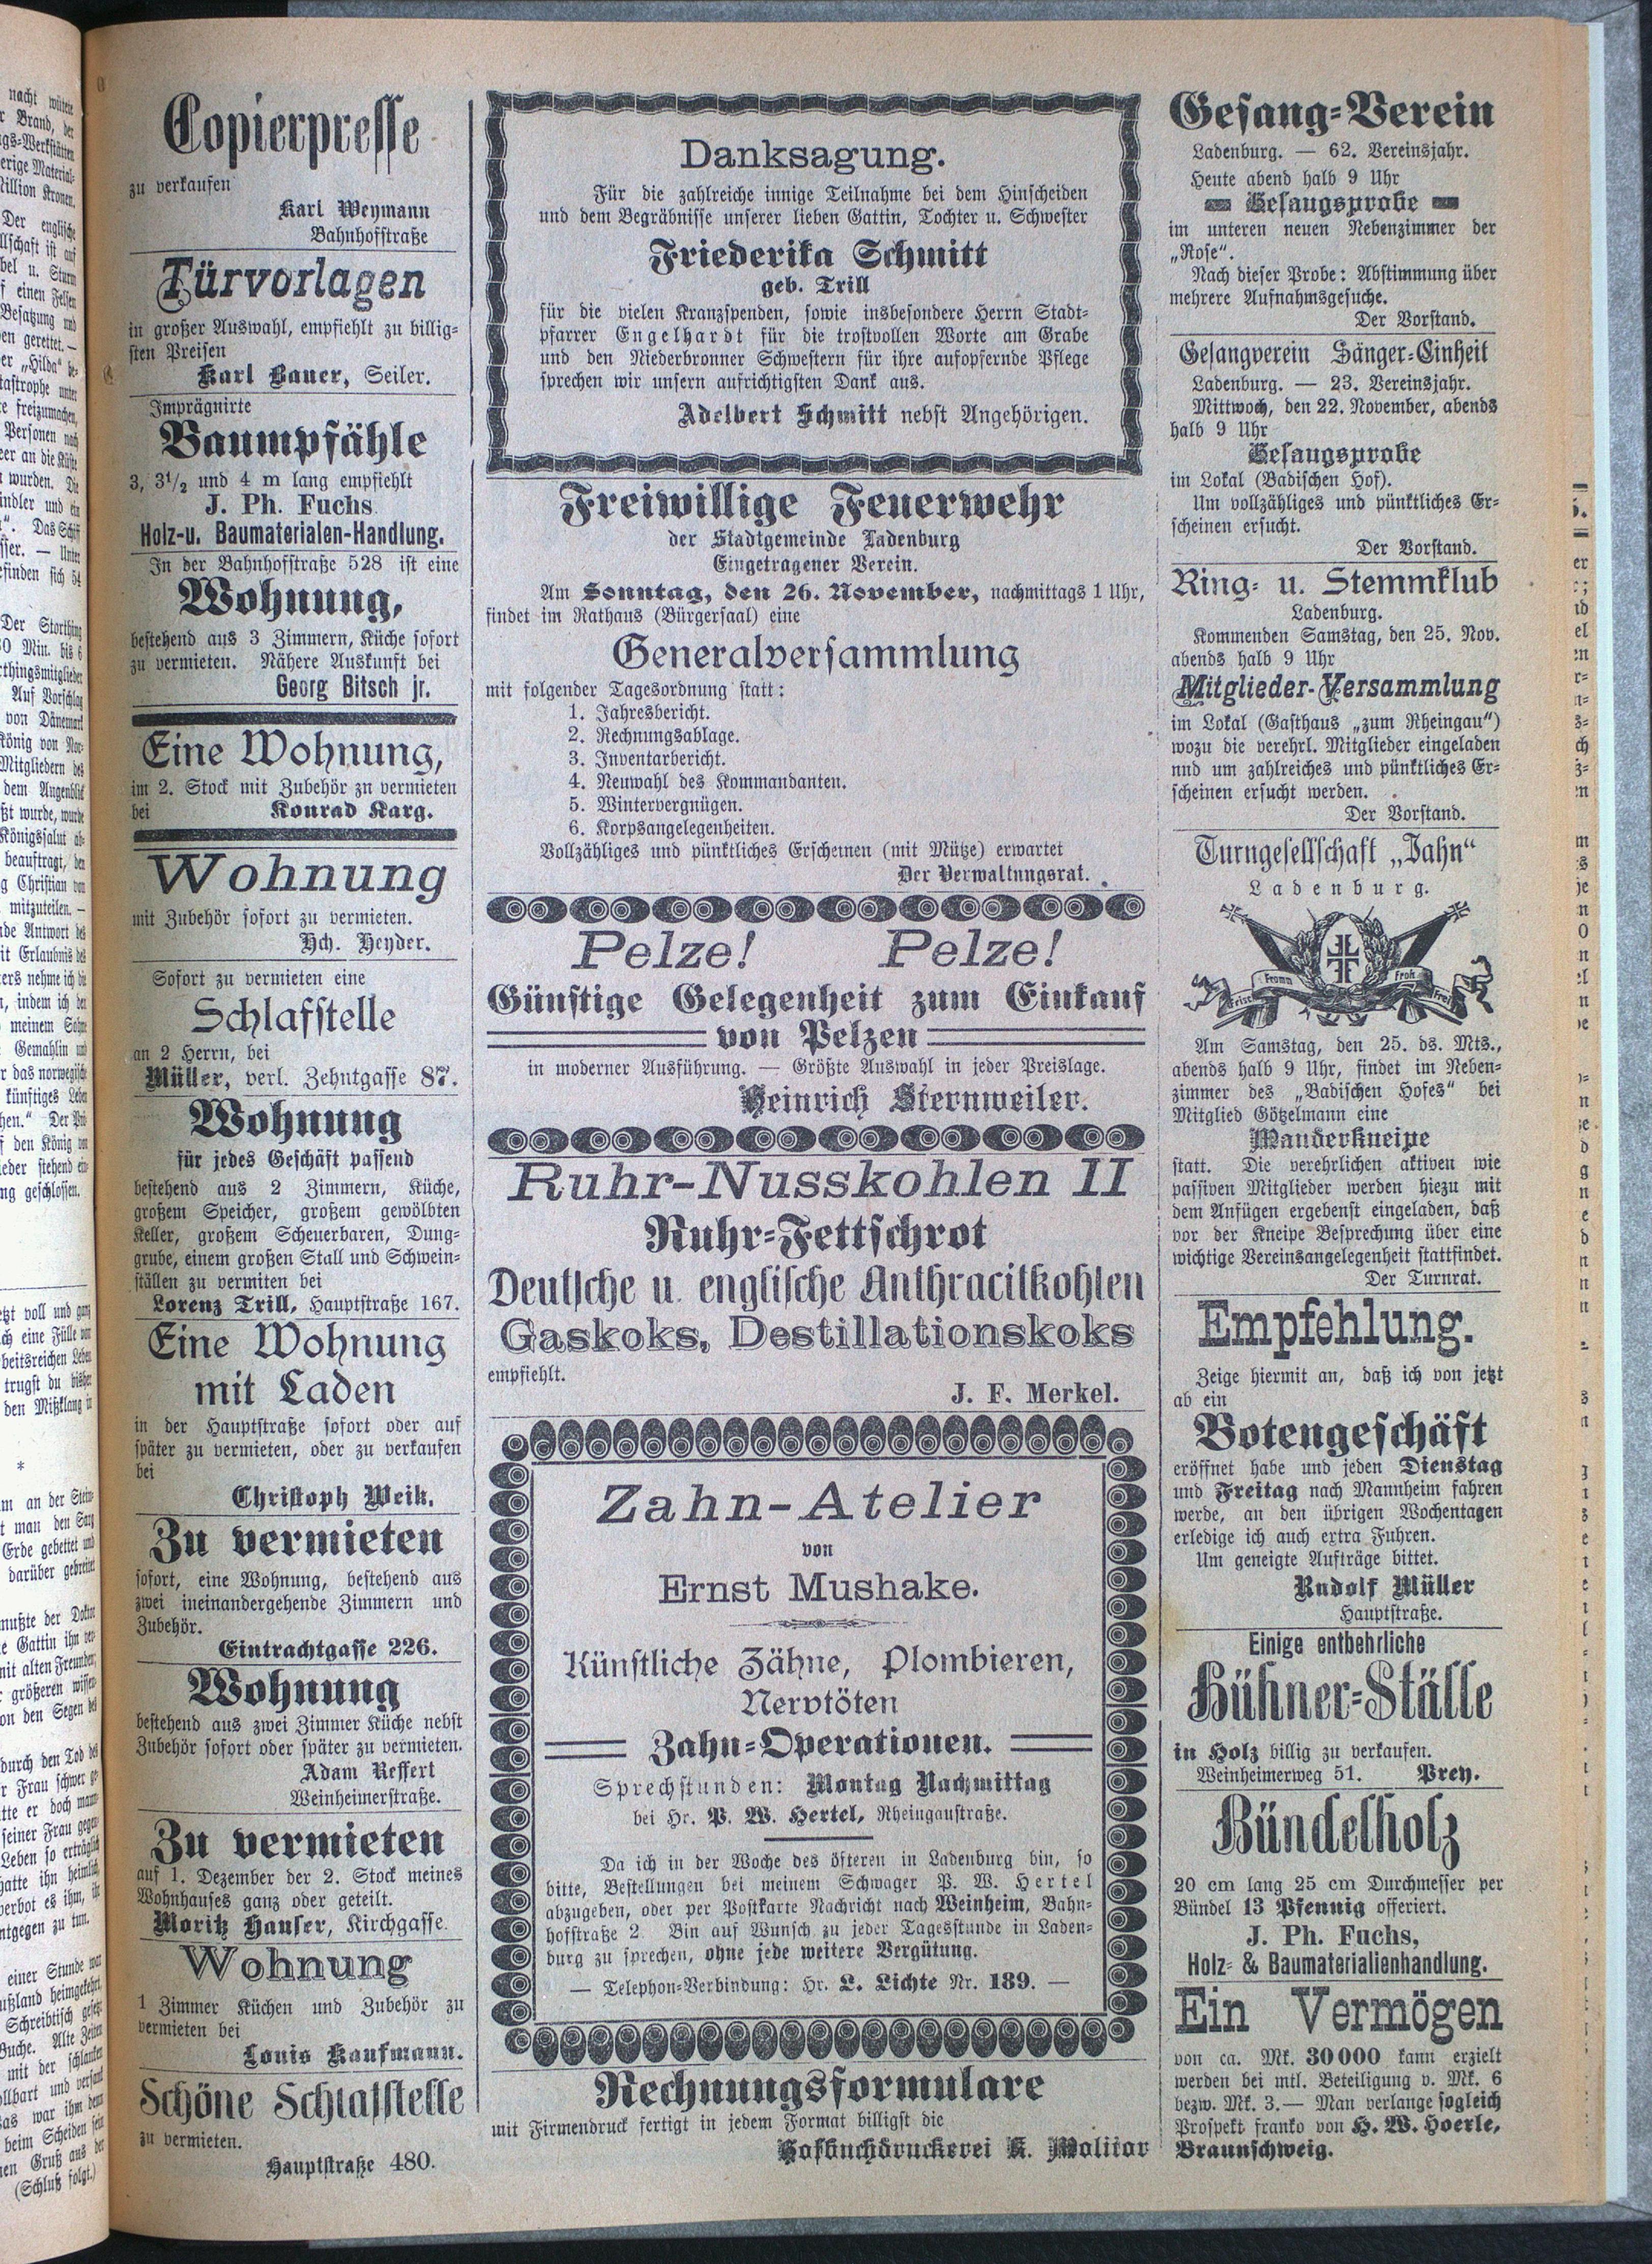 Copierpresse
zu verkaufen
Karl Weymann
Bahnhofstraße
Türvorlagen
in großer Auswahl, empfiehlt zu billig-
sten Preisen
Karl Bauer, Seiler.
Imprägnirte
Baumpfähle
3, 3½ und 4 m lang empfiehlt
J. Ph. Fuchs
Holz-u. Baumaterialen-Handlung.
In der Bahnhofstraße 528 ist eine
Wohnung,
bestehend aus 3 Zimmern, Küche sofort
zu vermieten. Nähere Auskunft bei
Georg Bitsch jr.
Eine Wohnung,
im 2. Stock mit Zubehör zu vermieten
bei Konrad Karg.
Wohnung
mit Zubehör sofort zu vermieten.
Hch. Heyder.
Sofort zu vermieten eine
Schlafstelle
an 2 Herrn, bei
Müller, verl. Zehntgasse 87.
Wohnung
für jedes Geschäft passend
bestehend aus 2 Zimmern, Küche,
großem Speicher, großem gewölbten
Keller, großem Scheuerbaren, Dung-
grube, einem großen Stall und Schwein-
ställen zu vermiten bei
Lorenz Trill, Hauptstraße 167.
Eine Wohnung
mit Laden
in der Hauptstraße sofort oder auf
später zu vermieten, oder zu verkaufen
bei
Christoph Weik.
Zu vermieten
sofort, eine Wohnung, bestehend aus
zwei ineinandergehende Zimmern und
Zubehör.
Eintrachtgasse 226.
Wohnung
bestehend aus zwei Zimmer Küche nebst
Zubehör sofort oder später zu vermieten.
Adam Reffert
Weinheimerstraße.
Zu vermieten
auf 1. Dezember der 2. Stock meines
Wohnhauses ganz oder geteilt.
Moritz Hauser, Kirchgasse.
Wohnung
1 Zimmer Küchen und Zubehör zu
vermieten bei
Louis Kaufmann.
Schöne Schlafstelle
zu vermieten.
Hauptstraße 480.
Danksagung.
Für die zahlreiche innige Teilnahme bei dem Hinscheiden
und dem Begräbnisse unserer lieben Gattin, Tochter u. Schwester
Friederika Schmitt
geb. Trill
für die vielen Kranzspenden, sowie insbesondere Herrn Stadt-
pfarrer Engelhardt für die trostvollen Worte am Grabe
und den Niederbronner Schwestern für ihre aufopfernde Pflege
sprechen wir unsern aufrichtigsten Dank aus.
Adelbert Schmitt nebst Angehörigen.
Freiwillige Feuerwehr
der Stadtgemeinde Ladenburg
Eingetragener Verein.
Am Sonntag, den 26. November, nachmittags 1 Uhr,
findet im Rathaus (Bürgersaal) eine
Generalversammlung
mit folgender Tagesordnung statt:
1. Jahresbericht.
2. Rechnungsablage.
3. Inventarbericht.
4. Neuwahl des Kommandanten.
5. Wintervergnügen.
6. Korpsangelegenheiten.
Vollzähliges und pünktliches Erscheinen (mit Mütze) erwartet
Der Verwaltungsrat.
Pelze! Pelze!
Günstige Gelegenheit zum Einkauf
von Pelzen
in moderner Ausführung. — Größte Auswahl in jeder Preislage.
Heinrich Sternweiler.
Ruhr-Nusskohlen II
Ruhr-Fettschrot
Deutsche u. englische Anthracitkohlen
Gaskoks, Destillationskoks
empfiehlt.
J. F. Merkel.
Zahn-Atelier
von
Ernst Mushake.
Künstliche Zähne, Plombieren,
Nervtöten
Zahn-Operationen.
Sprechstunden: Montag Nachmittag
bei Hr. P. W. Hertel, Rheingaustraße.
Da ich in der Woche des öfteren in Ladenburg bin, so
bitte, Bestellungen bei meinem Schwager P. W. Hertel
abzugeben, oder per Postkarte Nachricht nach Weinheim, Bahn-
hofstraße 2. Bin auf Wunsch zu jeder Tagesstunde in Laden-
burg zu sprechen, ohne jede weitere Vergütung.
— Telephon-Verbindung: Hr. L. Lichte Nr. 189. —
Rechnungsformulare
mit Firmendruck fertigt in jedem Format billigst die
Hofbuchdruckerei K. Molitor
Gesang-Verein
Ladenburg. — 62. Vereinsjahr.
Heute abend halb 9 Uhr
Gesangsprobe
im unteren neuen Nebenzimmer der
„Rose“.
Nach dieser Probe: Abstimmung über
mehrere Aufnahmsgesuche.
Der Vorstand.
Gesangverein Sänger-Einheit
Ladenburg. — 23. Vereinsjahr.
Mittwoch, den 22. November, abends
halb 9 Uhr
Gesangsprobe
im Lokal (Badischen Hof).
Um vollzähliges und pünktliches Er-
scheinen ersucht.
Der Vorstand.
Ring- u. Stemmklub
Ladenburg.
Kommenden Samstag, den 25. Nov.
abends halb 9 Uhr
Mitglieder-Versammlung
im Lokal (Gasthaus „zum Rheingau“)
wozu die verehrl. Mitglieder eingeladen
nnd um zahlreiches und pünktliches Er-
scheinen ersucht werden.
Der Vorstand.
Turngesellschaft „Jahn“
Ladenburg.
Frisch Fromm Froh Frei
Am Samstag, den 25. ds. Mts.,
abends halb 9 Uhr, findet im Neben-
zimmer des „Badischen Hofes“ bei
Mitglied Götzelmann eine
Wanderkneipe
statt. Die verehrlichen aktiven wie
passiven Mitglieder werden hiezu mit
dem Anfügen ergebenst eingeladen, daß
vor der Kneipe Besprechung über eine
wichtige Vereinsangelegenheit stattfindet.
Der Turnrat.
Empfehlung.
Zeige hiermit an, daß ich von jetzt
ab ein
Botengeschäft
eröffnet habe und jeden Dienstag
und Freitag nach Mannheim fahren
werde, an den übrigen Wochentagen
erledige ich auch extra Fuhren.
Um geneigte Aufträge bittet.
Rudolf Müller
Hauptstraße.
Einige entbehrliche
Hühner-Ställe
in Holz billig zu verkaufen.
Weinheimerweg 51. Prey.
Bündelholz
20 cm lang 25 cm Durchmesser per
Bündel 13 Pfennig offeriert.
J. Ph. Fuchs,
Holz- & Baumaterialienhandlung.
Ein Vermögen
von ca. Mk. 30000 kann erzielt
werden bei mtl. Beteiligung v. Mk. 6
bezw. Mk. 3.— Man verlange sogleich
Prospekt franko von H. W. Hoerle,
Braunschweig.